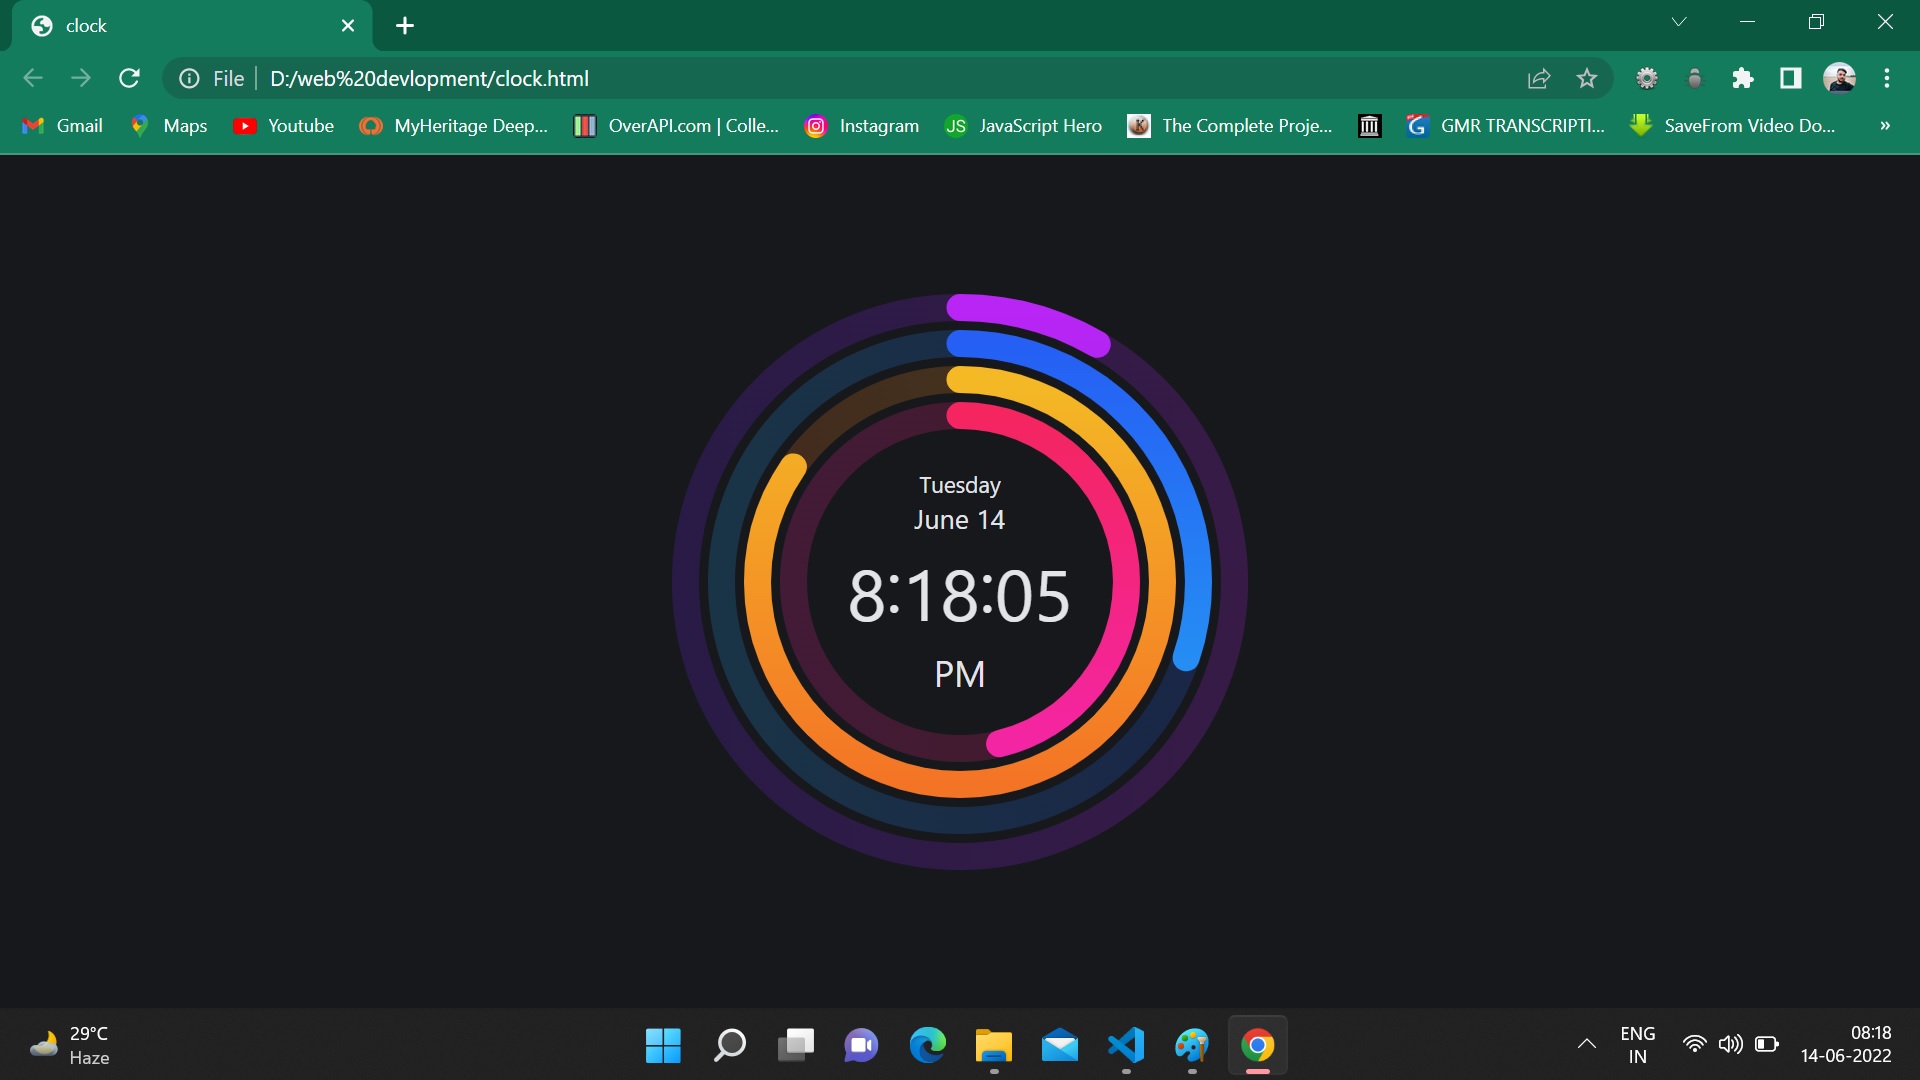 clock
File
D:/web%20devlopment/clock.html
Gmail
Maps
Youtube
MyHeritage Deep...
OverAPI.com | Colle...
Instagram
JS
JavaScript Hero
The Complete Proje...
G
GMR TRANSCRIPTI...
SaveFrom Video Do...
»
Tuesday
June 14
8:18:05
PM
29°C
Haze
ENG
IN
08:18
14-06-2022